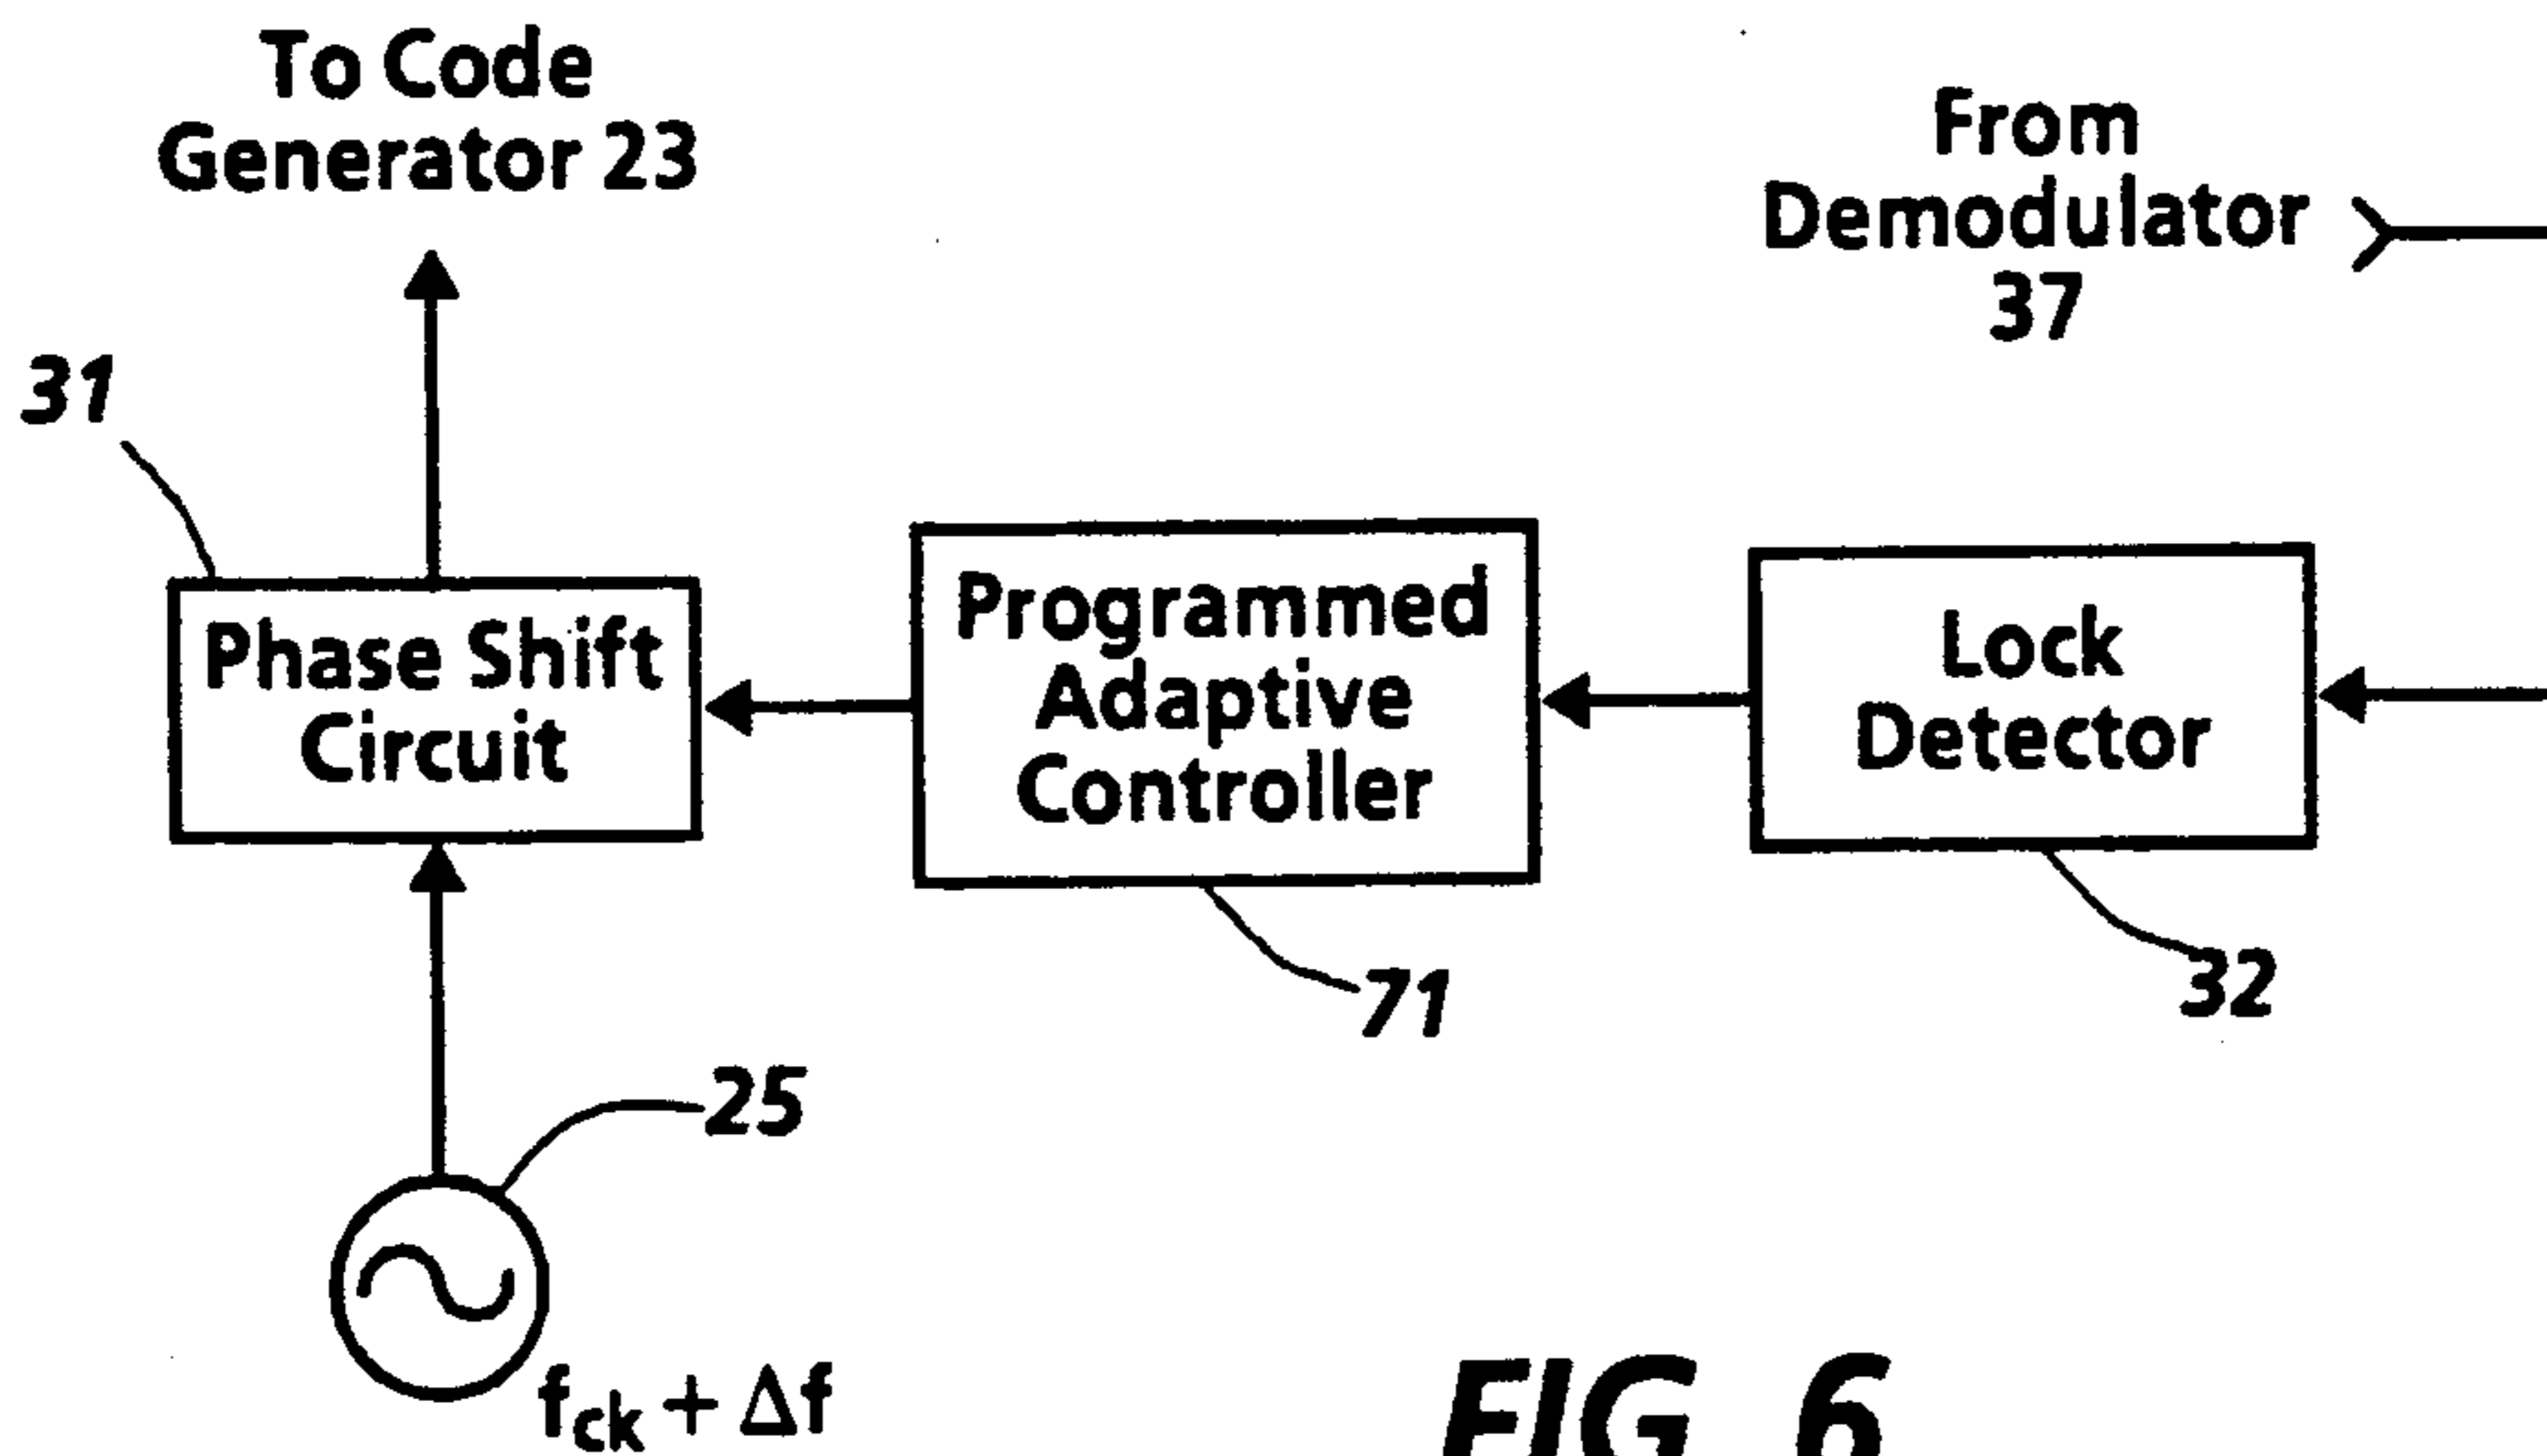 To Code
Generator 23
From
Demodulator
37
31
Phase Shift
Circuit
Programmed
Adaptive
Controller
Lock
Detector
71
32
25
fck + Δf
FIG. 6